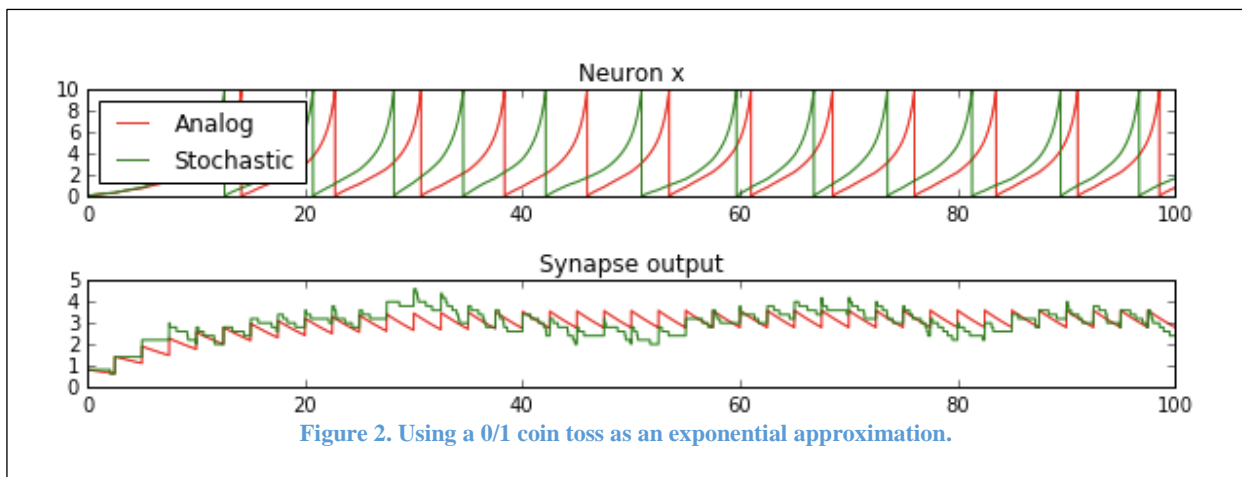 Neuron x
10
8
6
4
2
0
Analog
Stochastic
0 20 40 60 80 100
Synapse output
5
4
3
2
1
0
0 20 40 60 80 100
Figure 2. Using a 0/1 coin toss as an exponential approximation.